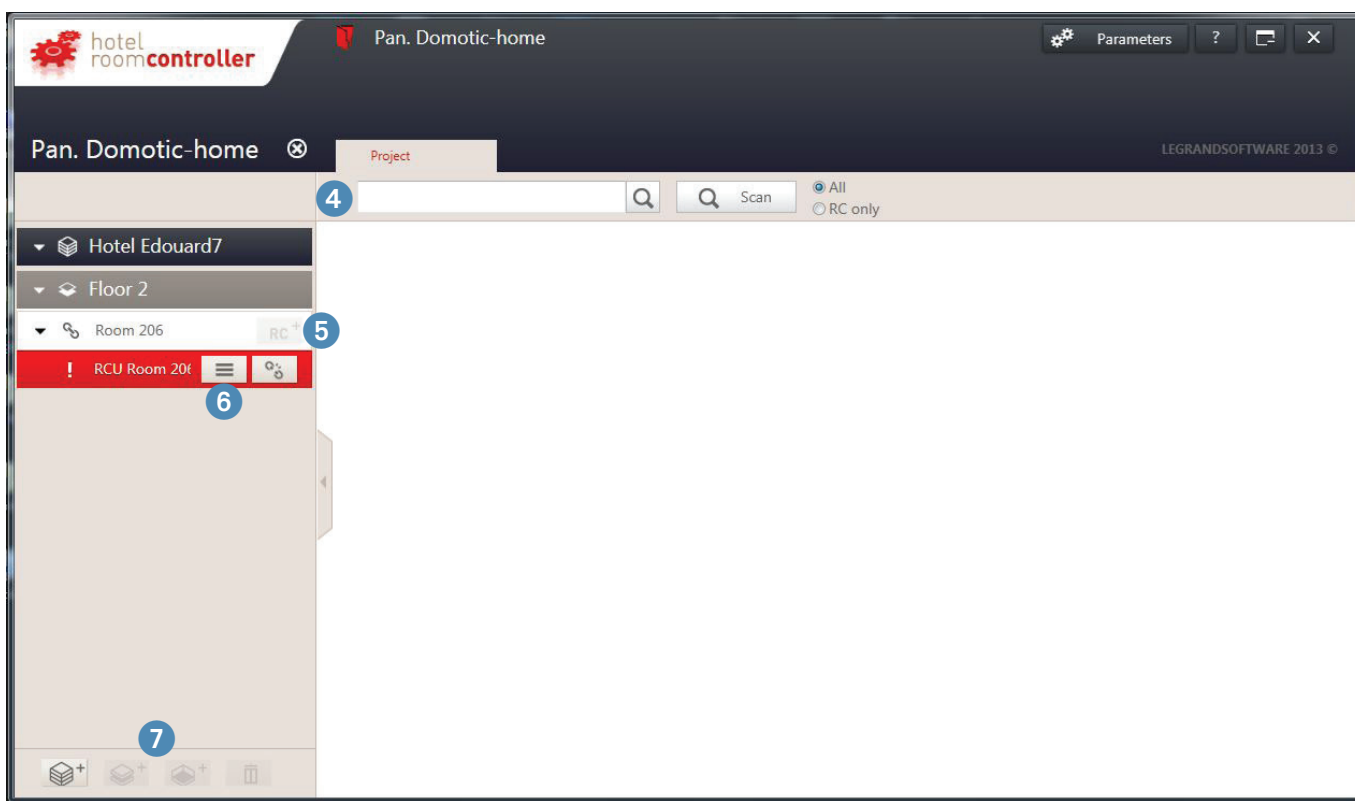 hotel
roomcontroller
Pan. Domotic-home
Parameters ?
Pan. Domotic-home
Project
LEGRANDSOFTWARE 2013 ©
4
Scan
All
RC only
Hotel Edouard7
Floor 2
Room 206
RC+
5
! RCU Room 206
6
7